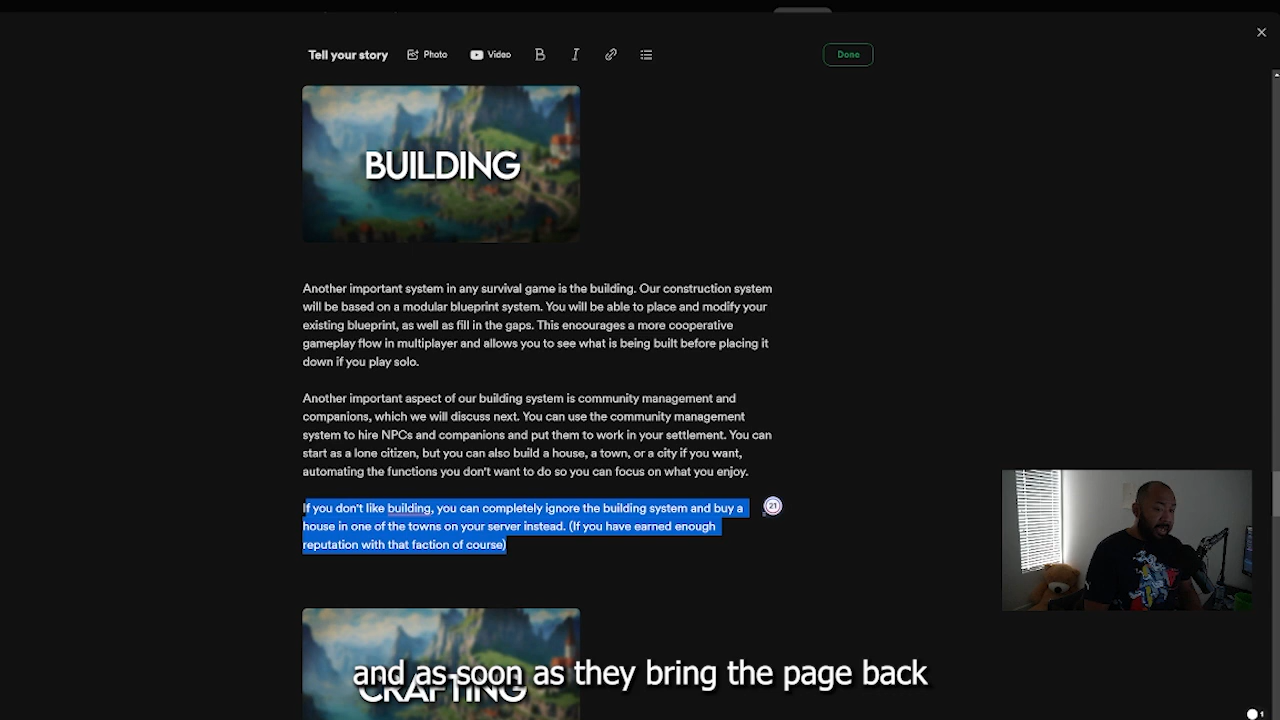 Tell your story
Photo
Video
B
I
Done
BUILDING
Another important system in any survival game is the building. Our construction system
will be based on a modular blueprint system. You will be able to place and modify your
existing blueprint, as well as fill in the gaps. This encourages a more cooperative
gameplay flow in multiplayer and allows you to see what is being built before placing it
down if you play solo.
Another important aspect of our building system is community management and
companions, which we will discuss next. You can use the community management
system to hire NPCs and companions and put them to work in your settlement. You can
start as a lone citizen, but you can also build a house, a town, or a city if you want,
automating the functions you don't want to do so you can focus on what you enjoy.
If you don't like building, you can completely ignore the building system and buy a
21
house in one of the towns on your server instead. (If you have earned enough
reputation with that faction of course)
CRAFTING
and as soon as they bring the page back
1